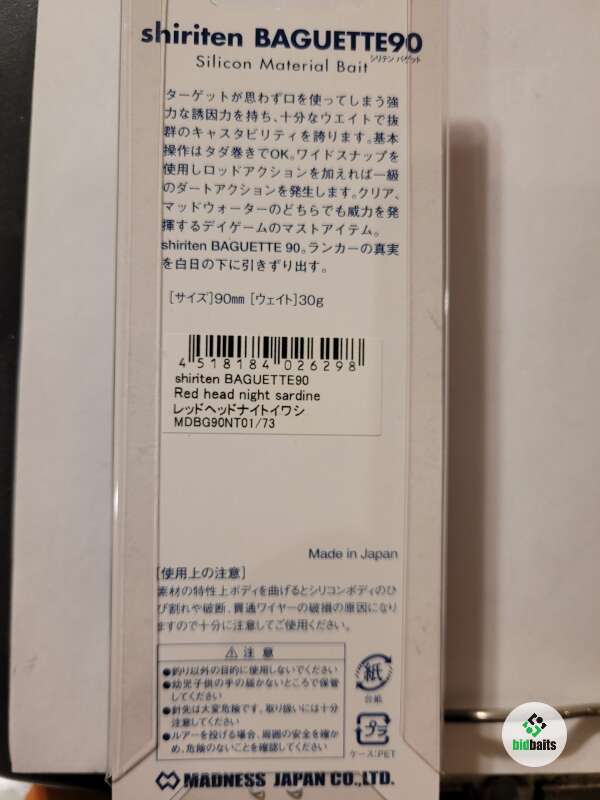 shiriten BAGUETTE90
シリテン バゲット
Silicon Material Bait
ターゲットが思わず口を使ってしまう強
力な誘因力を持ち、十分なウエイトで抜
群のキャスタビリティを誇ります。基本
操作はタダ巻きでOK。ワイドスナップを
使用しロッドアクションを加えれば一級
のダートアクションを発生します。クリア、
マッドウォーターのどちらでも威力を発
揮するデイゲームのマストアイテム。
shiriten BAGUETTE 90。ランカーの真実
を白日の下に引きずり出す。
[サイズ]90mm [ウェイト]30g
4 518184 026298
shiriten BAGUETTE90
Red head night sardine
レッドヘッドナイトイワシ
MDBG90NT01/73
Made in Japan
[使用上の注意]
素材の特性上ボディを曲げるとシリコンボディのひ
び割れや破断、貫通ワイヤーの破損の原因になり
ますので十分に注意してご使用ください。
⚠ 注 意
●釣り以外の目的に使用しないでください
●幼児子供の手の届かないところで保管
してください
●針先は大変危険です。取り扱いには十分
注意してください
●ルアーを投げる場合、周囲の安全を確か
め、危険のないことを確認してください
紙
台紙
プラ
ケース:PET
MADNESS JAPAN CO.,LTD.
bidbaits